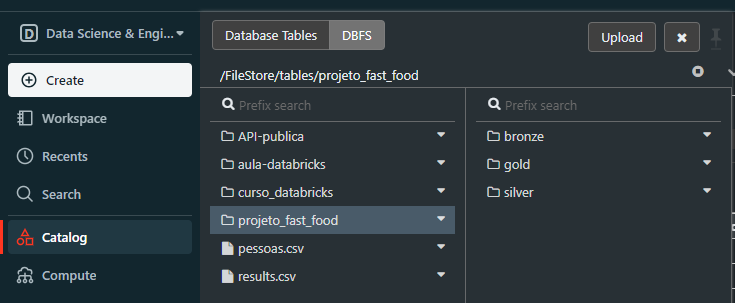 Data Science & Engi...
Create
Workspace
Recents
Search
Catalog
Compute
Database Tables
DBFS
Upload
/FileStore/tables/projeto_fast_food
Prefix search
API-publica
aula-databricks
curso_databricks
projeto_fast_food
pessoas.csv
results.csv
Prefix search
bronze
gold
silver